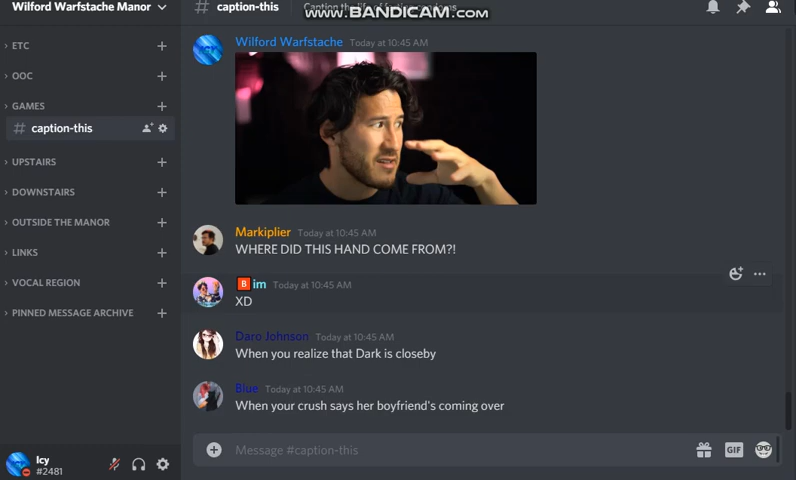 WWW.BANDICAM.COM
Wilford Warfstache Manor
# caption-this
ETC
OOC
GAMES
# caption-this
UPSTAIRS
DOWNSTAIRS
OUTSIDE THE MANOR
LINKS
VOCAL REGION
PINNED MESSAGE ARCHIVE
Icy
#2481
Wilford Warfstache Today at 10:45 AM
Markiplier Today at 10:45 AM
WHERE DID THIS HAND COME FROM?!
B im Today at 10:45 AM
XD
Daro Johnson Today at 10:45 AM
When you realize that Dark is closeby
Blue Today at 10:45 AM
When your crush says her boyfriend's coming over
Message #caption-this
GIF